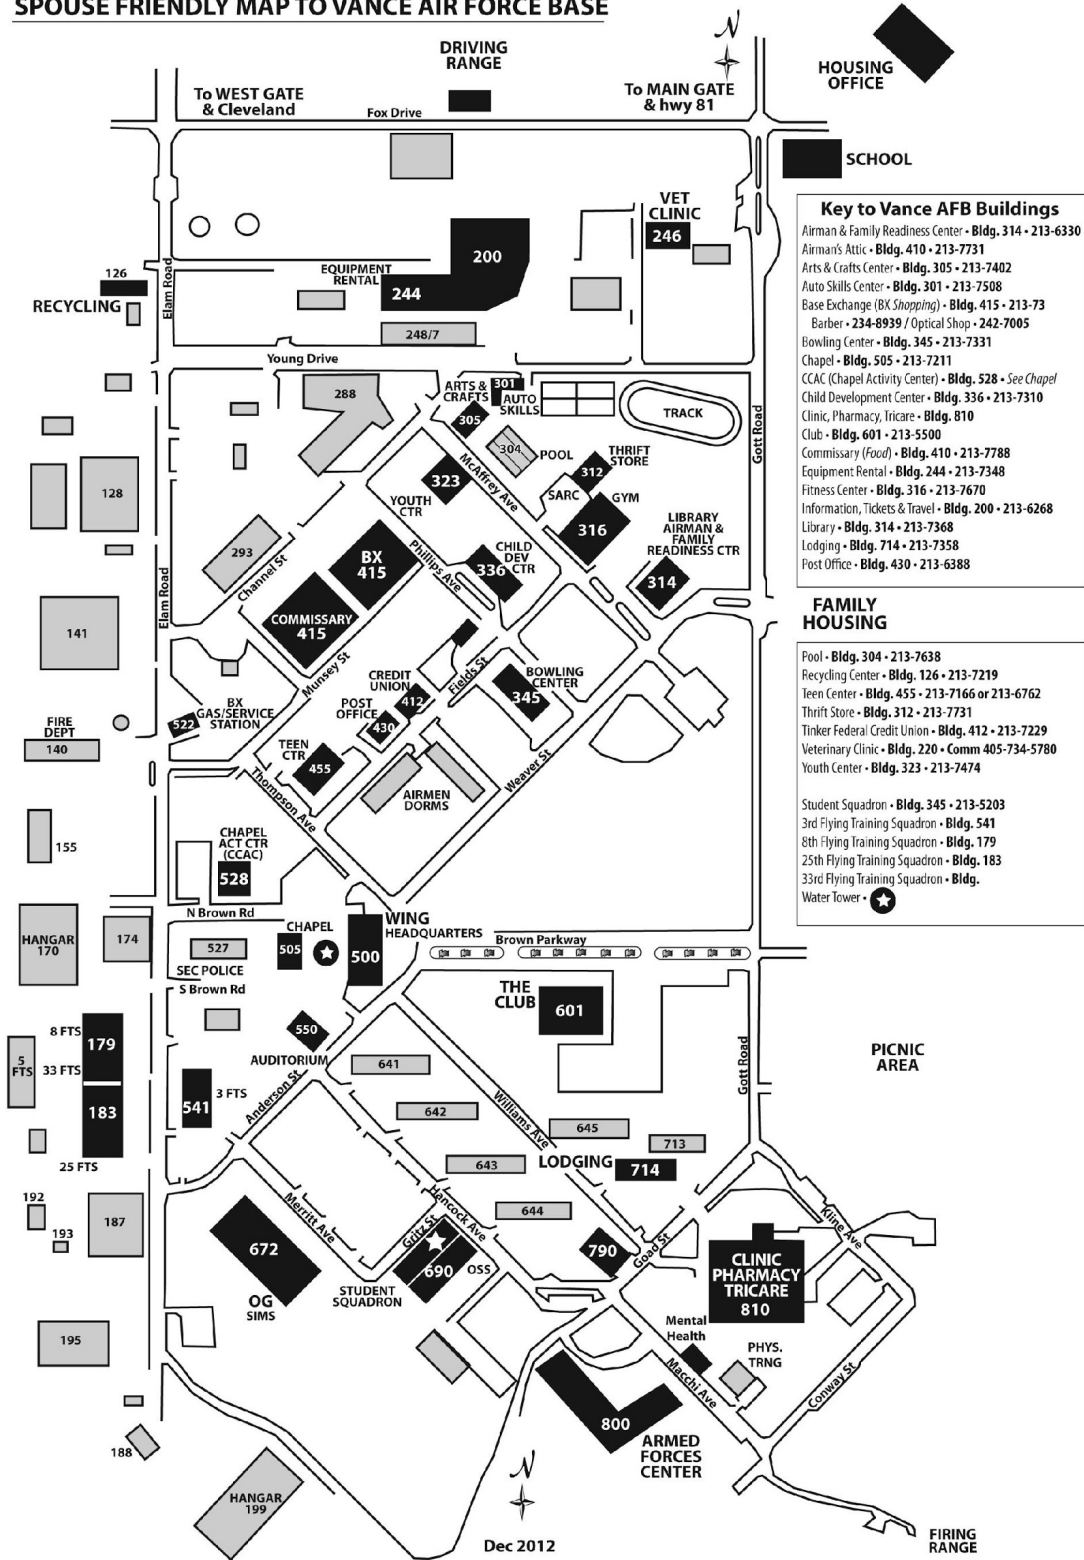 SPOUSE FRIENDLY MAP TO VANCE AIR FORCE BASE
N
DRIVING
RANGE
HOUSING
OFFICE
To WEST GATE
& Cleveland
To MAIN GATE
& hwy 81
Fox Drive
SCHOOL
VET
CLINIC
246
200
EQUIPMENT
RENTAL
244
248/7
126
RECYCLING
Elam Road
Young Drive
288
ARTS &
CRAFTS
301
AUTO
SKILLS
305
304
POOL
TRACK
Gott Road
McAffrey Ave
THRIFT
STORE
312
SARC
GYM
316
323
YOUTH
CTR
LIBRARY
AIRMAN &
FAMILY
READINESS CTR
314
128
293
Channel St
BX
415
Phillips Ave
CHILD
DEV
CTR
336
COMMISSARY
415
Elam Road
141
Munsey St
Fields St
CREDIT
UNION
412
BOWLING
CENTER
345
POST
OFFICE
430
BX
GAS/SERVICE
STATION
522
FIRE
DEPT
140
TEEN
CTR
455
Thompson Ave
AIRMEN
DORMS
Weaver St
155
CHAPEL
ACT CTR
(CCAC)
528
N Brown Rd
HANGAR
170
174
527
SEC POLICE
S Brown Rd
CHAPEL
505
WING
HEADQUARTERS
500
Brown Parkway
THE
CLUB
601
550
AUDITORIUM
8 FTS
179
5
FTS
33 FTS
183
25 FTS
541
3 FTS
Anderson St
641
642
643
644
645
713
LODGING
714
Williams Ave
Gott Road
PICNIC
AREA
192
193
187
Merritt Ave
Hancock Ave
Gritz St
672
OG
SIMS
690
OSS
STUDENT
SQUADRON
790
Goad St
CLINIC
PHARMACY
TRICARE
810
Kline Ave
Mental
Health
PHYS.
TRNG
Macchi Ave
Conway St
195
188
HANGAR
199
800
ARMED
FORCES
CENTER
N
Dec 2012
FIRING
RANGE
Key to Vance AFB Buildings
Airman & Family Readiness Center • Bldg. 314 • 213-6330
Airman's Attic • Bldg. 410 • 213-7731
Arts & Crafts Center • Bldg. 305 • 213-7402
Auto Skills Center • Bldg. 301 • 213-7508
Base Exchange (BX Shopping) • Bldg. 415 • 213-73
Barber • 234-8939 / Optical Shop • 242-7005
Bowling Center • Bldg. 345 • 213-7331
Chapel • Bldg. 505 • 213-7211
CCAC (Chapel Activity Center) • Bldg. 528 • See Chapel
Child Development Center • Bldg. 336 • 213-7310
Clinic, Pharmacy, Tricare • Bldg. 810
Club • Bldg. 601 • 213-5500
Commissary (Food) • Bldg. 410 • 213-7788
Equipment Rental • Bldg. 244 • 213-7348
Fitness Center • Bldg. 316 • 213-7670
Information, Tickets & Travel • Bldg. 200 • 213-6268
Library • Bldg. 314 • 213-7368
Lodging • Bldg. 714 • 213-7358
Post Office • Bldg. 430 • 213-6388
FAMILY
HOUSING
Pool • Bldg. 304 • 213-7638
Recycling Center • Bldg. 126 • 213-7219
Teen Center • Bldg. 455 • 213-7166 or 213-6762
Thrift Store • Bldg. 312 • 213-7731
Tinker Federal Credit Union • Bldg. 412 • 213-7229
Veterinary Clinic • Bldg. 220 • Comm 405-734-5780
Youth Center • Bldg. 323 • 213-7474
Student Squadron • Bldg. 345 • 213-5203
3rd Flying Training Squadron • Bldg. 541
8th Flying Training Squadron • Bldg. 179
25th Flying Training Squadron • Bldg. 183
33rd Flying Training Squadron • Bldg.
Water Tower •